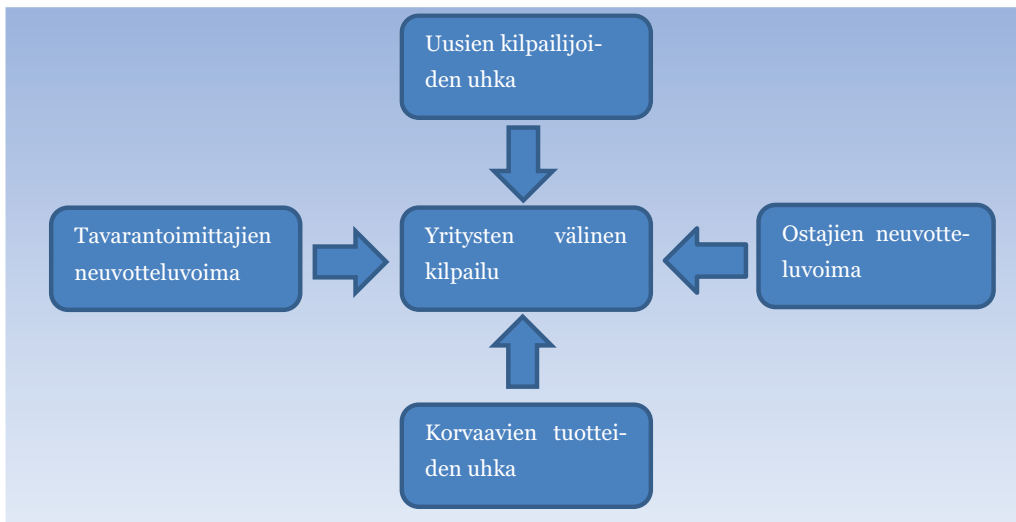 Uusien kilpailijoi-
den uhka
Tavarantoimittajien
neuvotteluvoima
Yritysten välinen
kilpailu
Ostajien neuvotte-
luvoima
Korvaavien tuottei-
den uhka